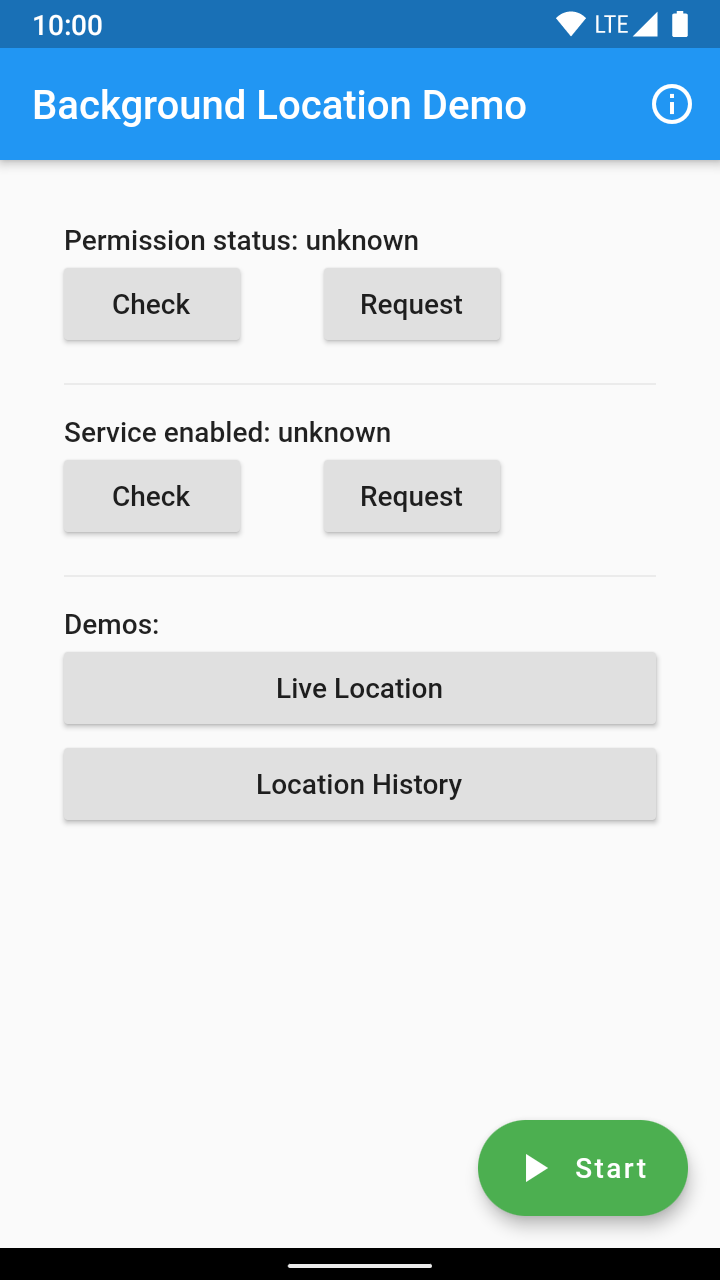 10:00 LTE
Background Location Demo
Permission status: unknown
Check Request
Service enabled: unknown
Check Request
Demos:
Live Location
Location History
Start